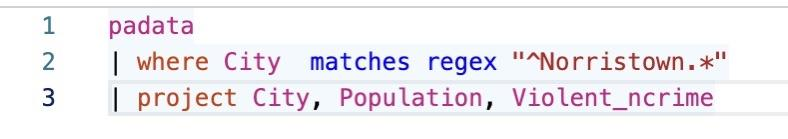 1 padata
2 | where City  matches regex "^Norristown.*"
3 | project City, Population, Violent_ncrime